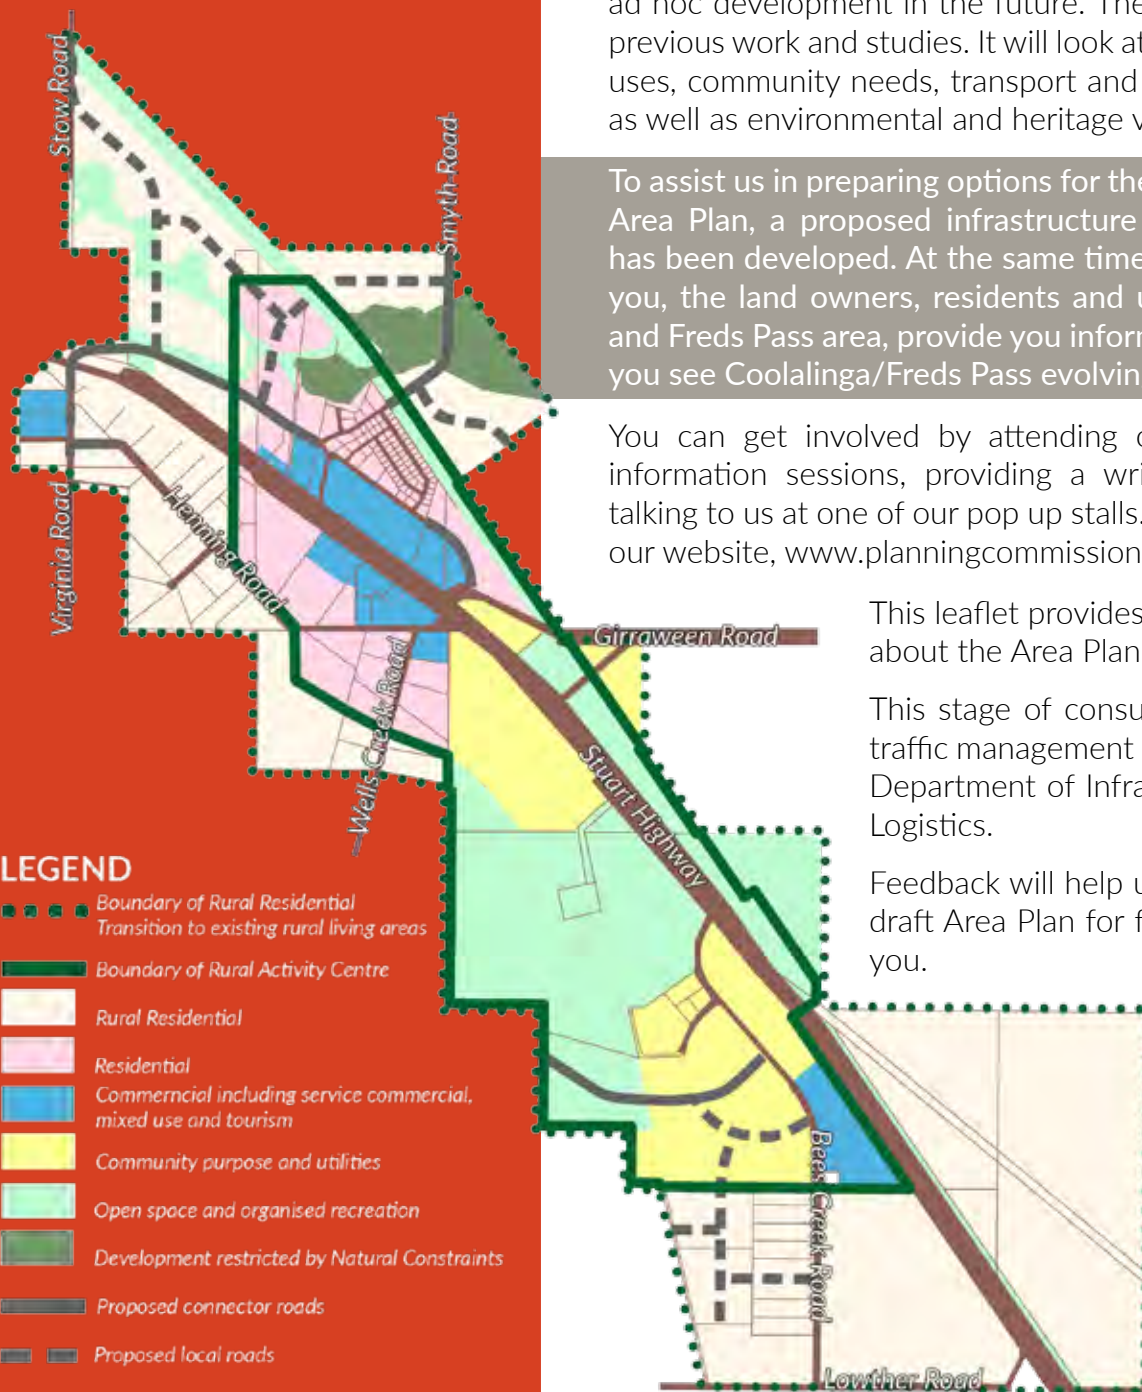 ad hoc development in the future. The
previous work and studies. It will look at
uses, community needs, transport and
as well as environmental and heritage v
To assist us in preparing options for the
Area Plan, a proposed infrastructure
has been developed. At the same time
you, the land owners, residents and u
and Freds Pass area, provide you inform
you see Coolalinga/Freds Pass evolvin
You can get involved by attending
information sessions, providing a wri
talking to us at one of our pop up stalls.
our website, www.planningcommission
This leaflet provides
about the Area Plan
This stage of consu
traffic management
Department of Infra
Logistics.
Feedback will help u
draft Area Plan for f
you.
Stow Road
Smyth Road
Virginia Road
Henning Road
Girraween Road
Wells Creek Road
Stuart Highway
Bees Creek Road
Lowther Road
LEGEND
Boundary of Rural Residential
Transition to existing rural living areas
Boundary of Rural Activity Centre
Rural Residential
Residential
Commerncial including service commercial,
mixed use and tourism
Community purpose and utilities
Open space and organised recreation
Development restricted by Natural Constraints
Proposed connector roads
Proposed local roads